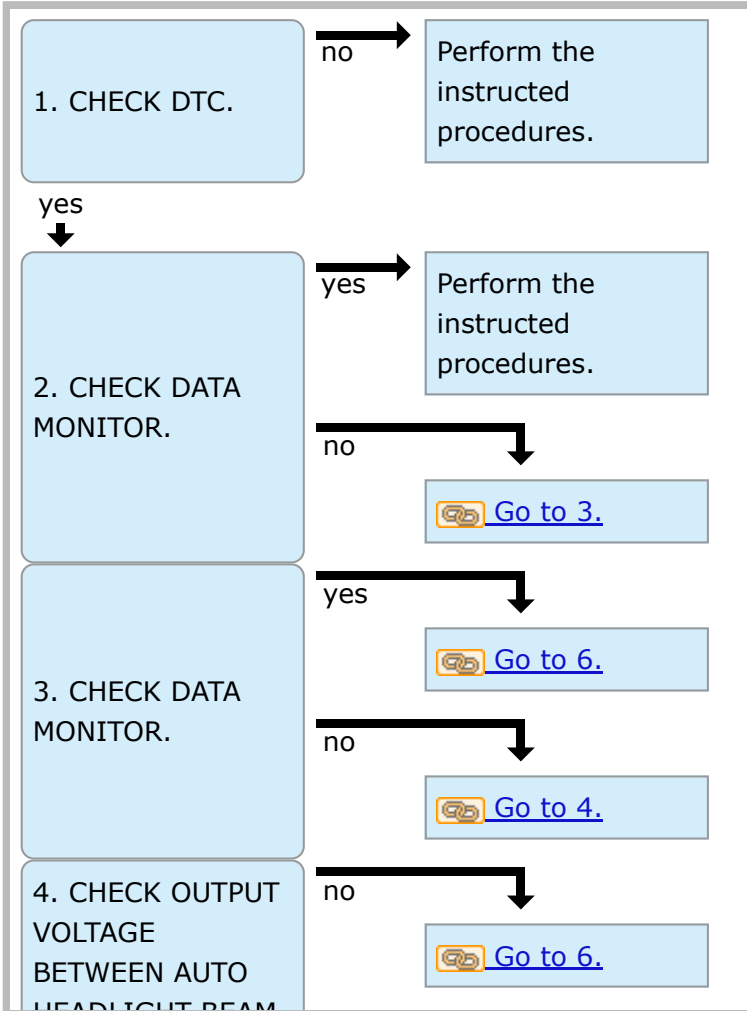 no
Perform the
instructed
procedures.
1. CHECK DTC.
yes
yes
Perform the
instructed
procedures.
2. CHECK DATA
MONITOR.
no
Go to 3.
yes
Go to 6.
3. CHECK DATA
MONITOR.
no
Go to 4.
4. CHECK OUTPUT
VOLTAGE
BETWEEN AUTO
HEADLIGHT BEAM
no
Go to 6.